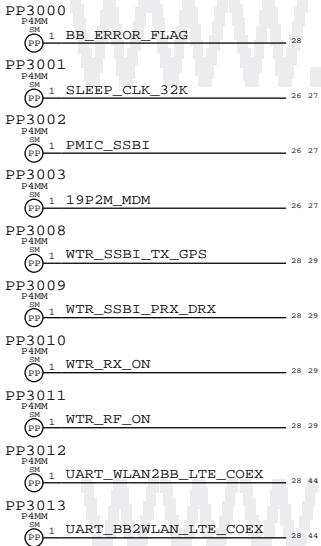 PP3000
P4MM
SM
PP 1 BB_ERROR_FLAG 28
PP3001
P4MM
SM
PP 1 SLEEP_CLK_32K 26 27
PP3002
P4MM
SM
PP 1 PMIC_SSBI 26 27
PP3003
P4MM
SM
PP 1 19P2M_MDM 26 27
PP3008
P4MM
SM
PP 1 WTR_SSBI_TX_GPS 28 29
PP3009
P4MM
SM
PP 1 WTR_SSBI_PRX_DRX 28 29
PP3010
P4MM
SM
PP 1 WTR_RX_ON 28 29
PP3011
P4MM
SM
PP 1 WTR_RF_ON 28 29
PP3012
P4MM
SM
PP 1 UART_WLAN2BB_LTE_COEX 28 44
PP3013
P4MM
SM
PP 1 UART_BB2WLAN_LTE_COEX 28 44